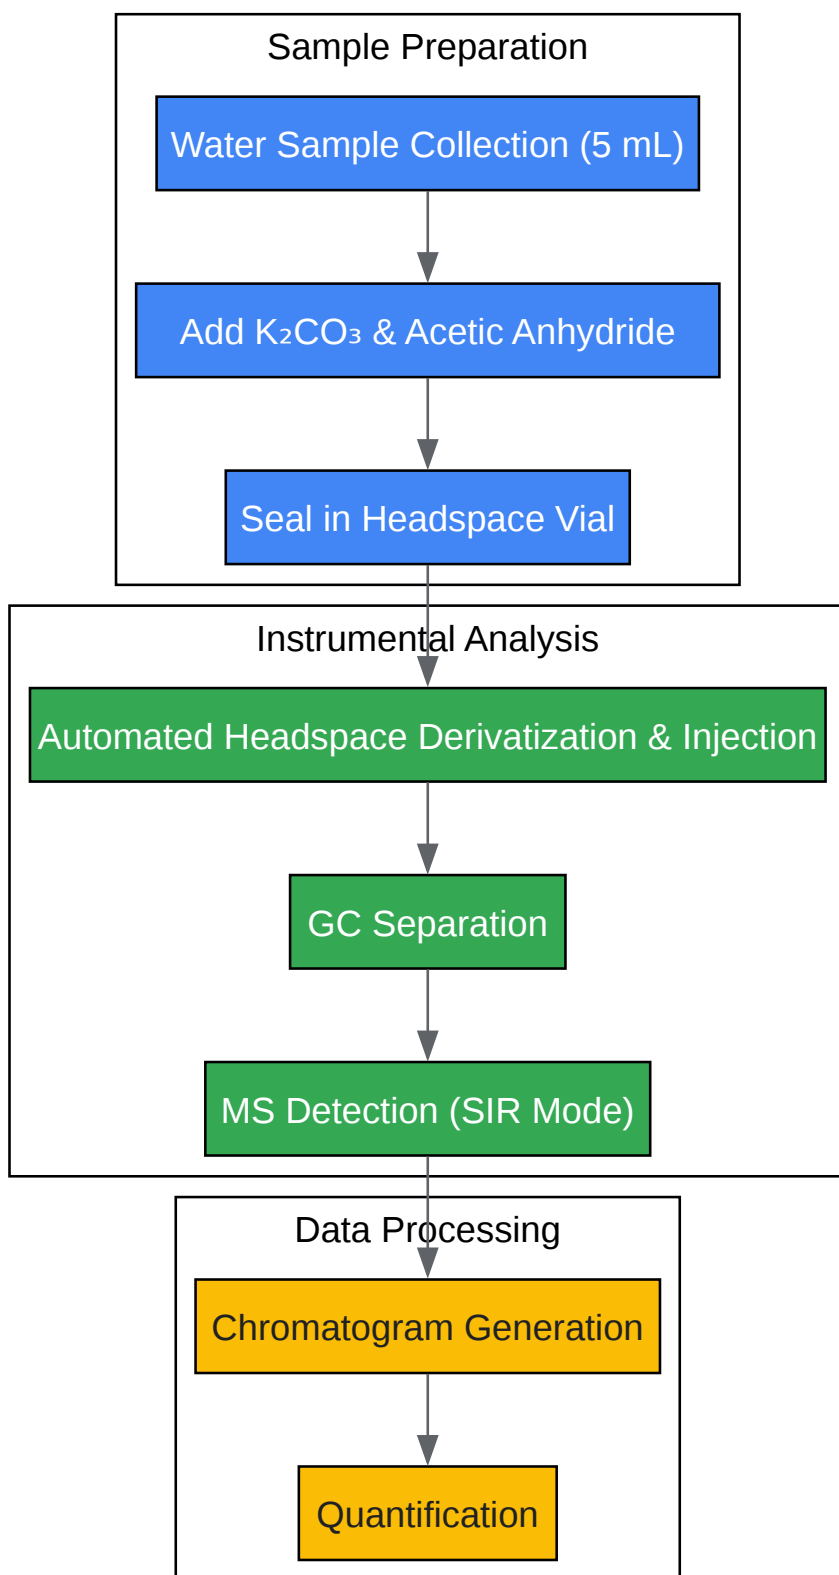 Sample Preparation
Water Sample Collection (5 mL)
Add K₂CO₃ & Acetic Anhydride
Seal in Headspace Vial
Instrumental Analysis
Automated Headspace Derivatization & Injection
GC Separation
MS Detection (SIR Mode)
Data Processing
Chromatogram Generation
Quantification